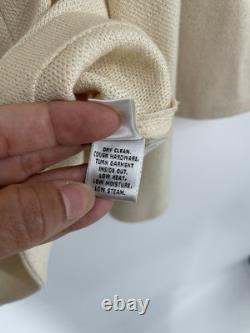 DRY CLEAN.
COVER HARDWARE.
TURN GARMENT
INSIDE OUT.
LOW HEAT.
LOW MOISTURE.
LOW STEAM.